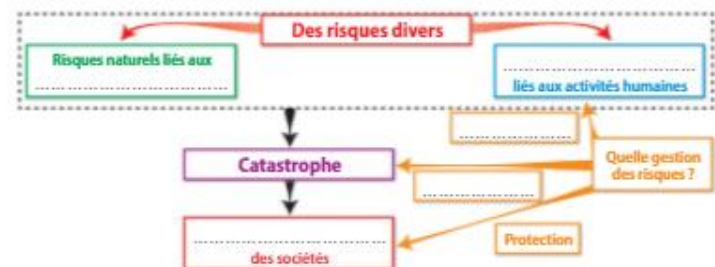 Des risques divers
Risques naturels liés aux
................................
................................
liés aux activités humaines
..................
Catastrophe
Quelle gestion
des risques ?
..................
................................
des sociétés
Protection